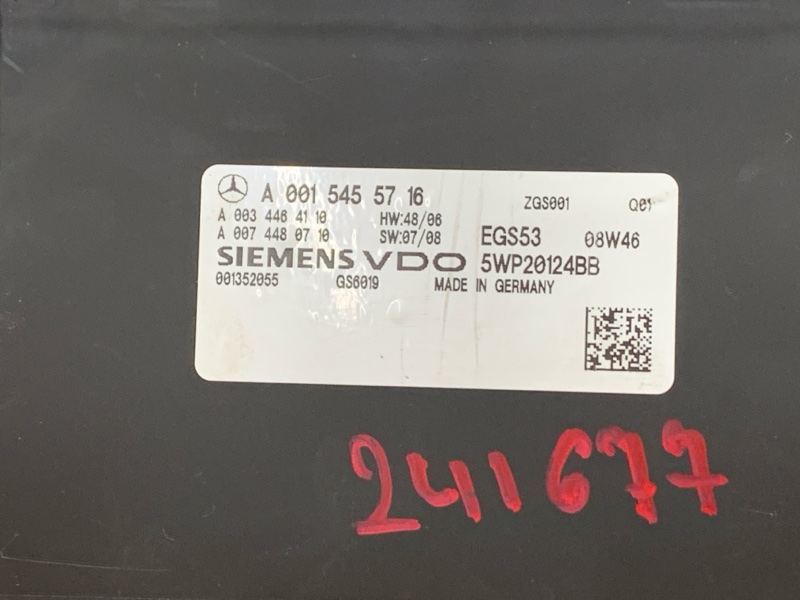 A 001 545 57 16 ZGS001 Q01
A 003 446 41 10 HW:48/06
A 007 448 07 10 SW:07/08 EGS53 08W46
SIEMENS VDO 5WP20124BB
001352055 GS6019 MADE IN GERMANY
241677